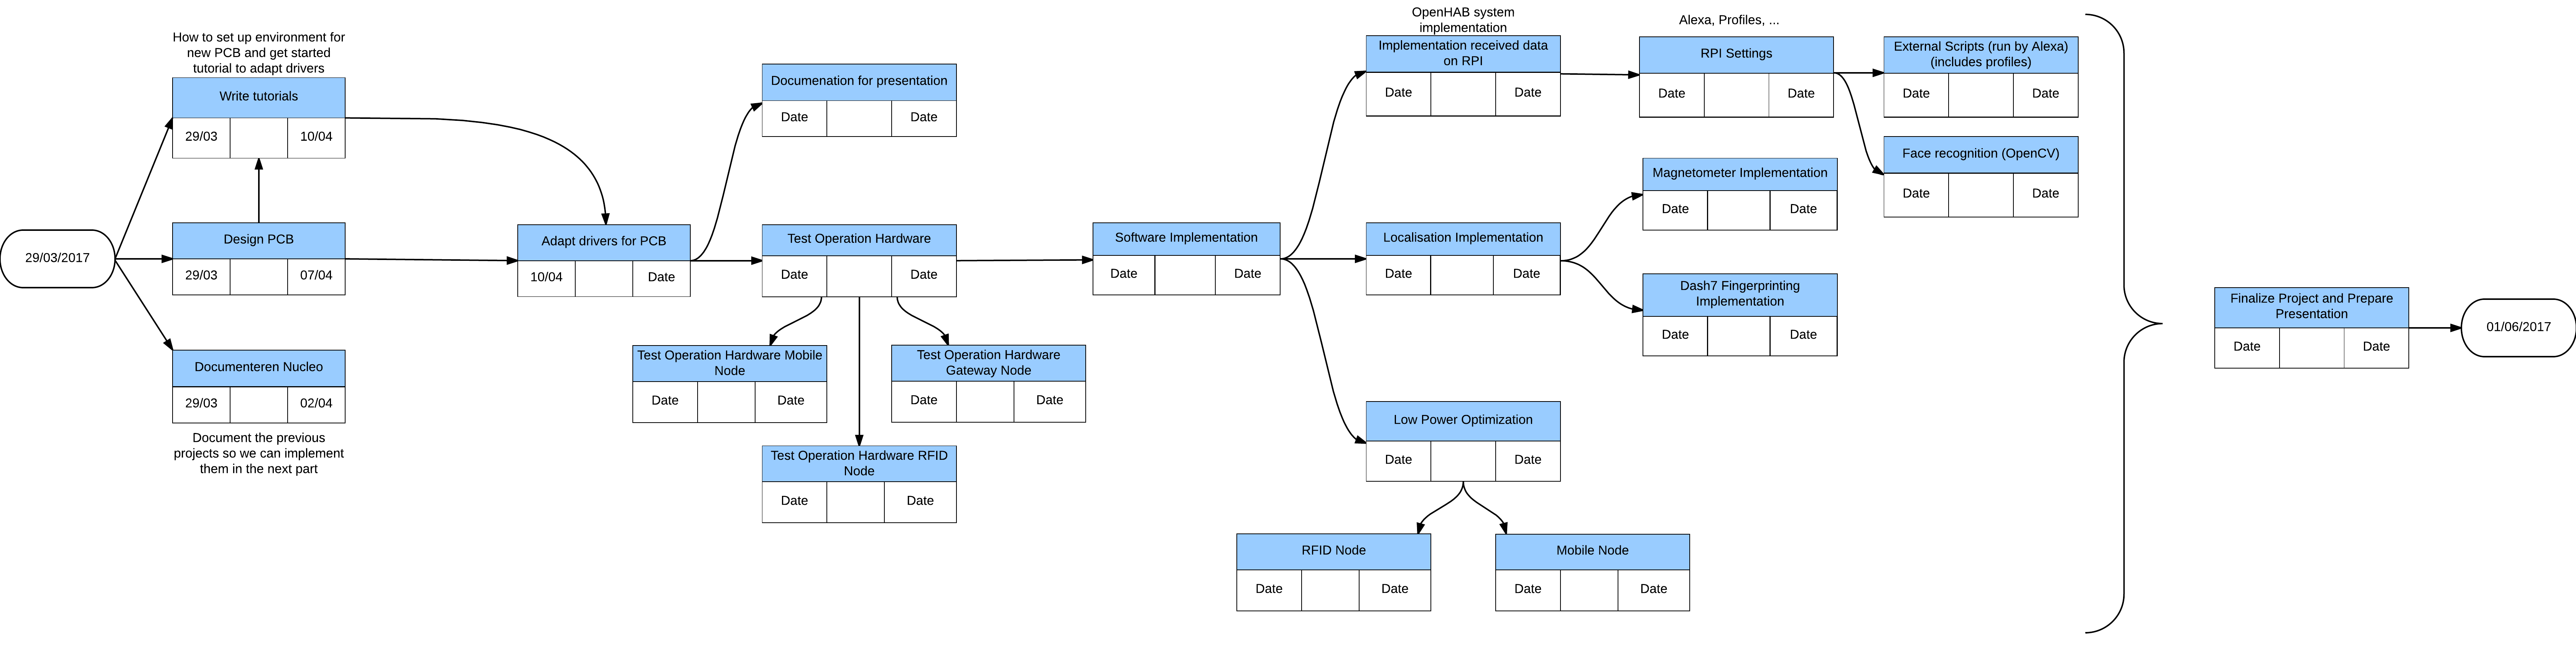 29/03/2017
How to set up environment for
new PCB and get started
tutorial to adapt drivers
Write tutorials
29/03
10/04
Design PCB
29/03
07/04
Documenteren Nucleo
29/03
02/04
Document the previous
projects so we can implement
them in the next part
Adapt drivers for PCB
10/04
Date
Documenation for presentation
Date
Date
Test Operation Hardware
Date
Date
Test Operation Hardware Mobile
Node
Date
Date
Test Operation Hardware
Gateway Node
Date
Date
Test Operation Hardware RFID
Node
Date
Date
Software Implementation
Date
Date
OpenHAB system
implementation
Implementation received data
on RPI
Date
Date
Localisation Implementation
Date
Date
Low Power Optimization
Date
Date
RFID Node
Date
Date
Mobile Node
Date
Date
Alexa, Profiles, ...
RPI Settings
Date
Date
Magnetometer Implementation
Date
Date
Dash7 Fingerprinting
Implementation
Date
Date
External Scripts (run by Alexa)
(includes profiles)
Date
Date
Face recognition (OpenCV)
Date
Date
Finalize Project and Prepare
Presentation
Date
Date
01/06/2017